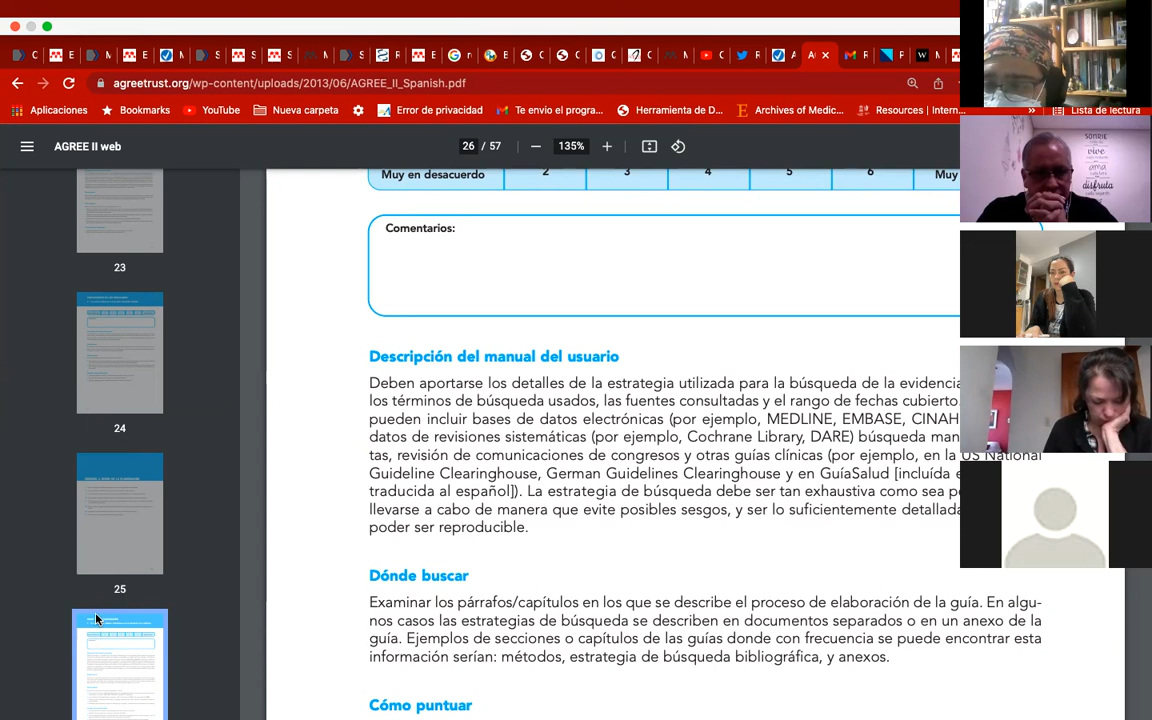 agreetrust.org/wp-content/uploads/2013/06/AGREE_II_Spanish.pdf
Aplicaciones Bookmarks YouTube Nueva carpeta Error de privacidad Te envio el progra... Herramienta de D... Archives of Medic... Resources | Intern... » Lista de lectura
AGREE II web 26 / 57 135%
Muy en desacuerdo 2 3 4 5 6 Muy
Comentarios:
23
24
25
Descripción del manual del usuario
Deben aportarse los detalles de la estrategia utilizada para la búsqueda de la evidencia
los términos de búsqueda usados, las fuentes consultadas y el rango de fechas cubierto.
pueden incluir bases de datos electrónicas (por ejemplo, MEDLINE, EMBASE, CINAH
datos de revisiones sistemáticas (por ejemplo, Cochrane Library, DARE) búsqueda man
tas, revisión de comunicaciones de congresos y otras guías clínicas (por ejemplo, en la US National
Guideline Clearinghouse, German Guidelines Clearinghouse y en GuíaSalud [incluída e
traducida al español]). La estrategia de búsqueda debe ser tan exhaustiva como sea po
llevarse a cabo de manera que evite posibles sesgos, y ser lo suficientemente detallada
poder ser reproducible.
Dónde buscar
Examinar los párrafos/capítulos en los que se describe el proceso de elaboración de la guía. En algu-
nos casos las estrategias de búsqueda se describen en documentos separados o en un anexo de la
guía. Ejemplos de secciones o capítulos de las guías donde con frecuencia se puede encontrar esta
información serían: métodos, estrategia de búsqueda bibliográfica, y anexos.
Cómo puntuar
SONRIE
vive
ama
disfruta